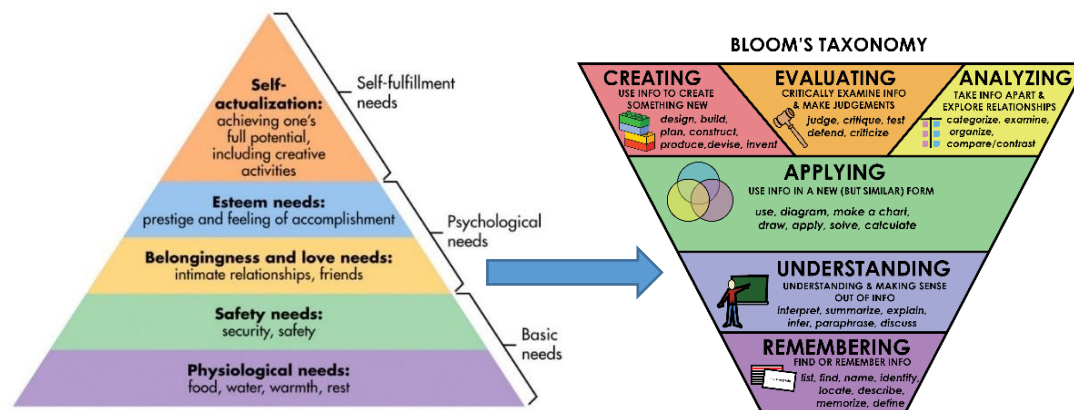 Self-
actualization:
achieving one's
full potential,
including creative
activities
Esteem needs:
prestige and feeling of accomplishment
Belongingness and love needs:
intimate relationships, friends
Safety needs:
security, safety
Physiological needs:
food, water, warmth, rest
Self-fulfillment
needs
Psychological
needs
Basic
needs
BLOOM'S TAXONOMY
CREATING
USE INFO TO CREATE
SOMETHING NEW
design, build,
plan, construct,
produce,devise, invent
EVALUATING
CRITICALLY EXAMINE INFO
& MAKE JUDGEMENTS
judge, critique, test
defend, criticize
ANALYZING
TAKE INFO APART &
EXPLORE RELATIONSHIPS
categorize, examine,
organize,
compare/contrast
APPLYING
USE INFO IN A NEW (BUT SIMILAR) FORM
use, diagram, make a chart,
draw, apply, solve, calculate
UNDERSTANDING
UNDERSTANDING & MAKING SENSE
OUT OF INFO
interpret, summarize, explain,
infer, paraphrase, discuss
REMEMBERING
FIND OR REMEMBER INFO
list, find, name, identify,
locate, describe,
memorize, define